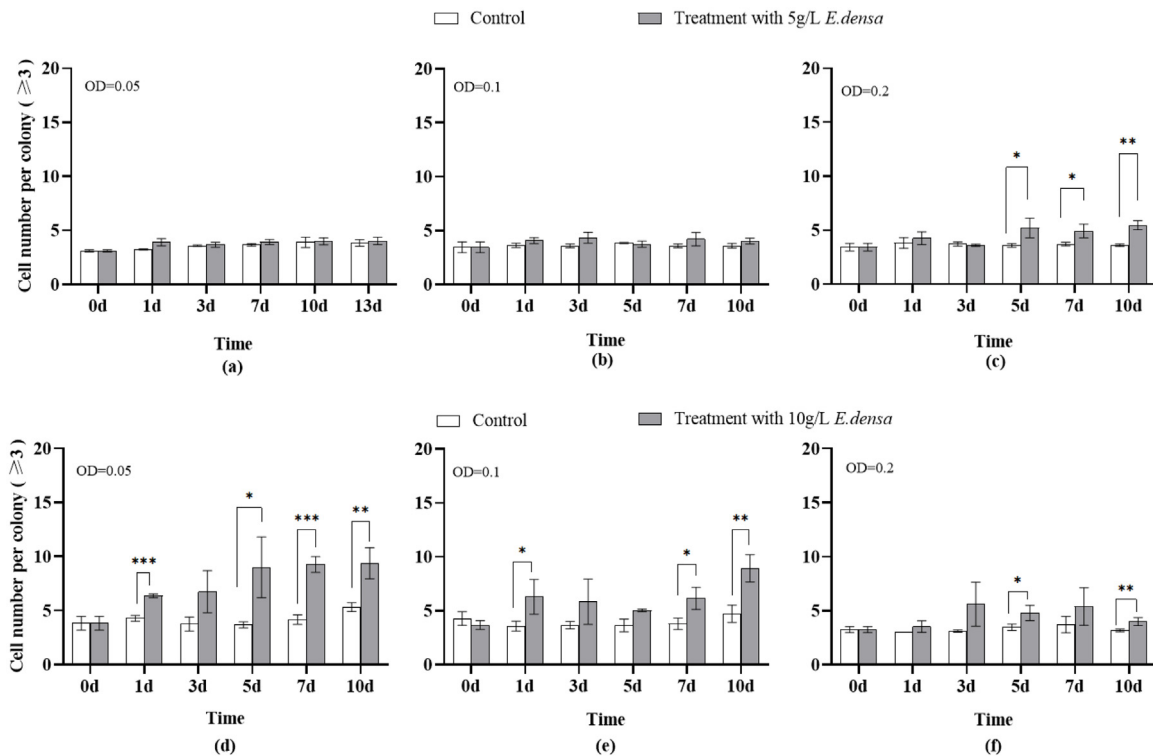 Control Treatment with 5g/L E.densa
Cell number per colony ( ⩾3 )
20
15
10
5
0
OD=0.05
0d 1d 3d 7d 10d 13d
Time
(a)
20
15
10
5
0
OD=0.1
0d 1d 3d 5d 7d 10d
Time
(b)
20
15
10
5
0
OD=0.2
* * **
0d 1d 3d 5d 7d 10d
Time
(c)
Control Treatment with 10g/L E.densa
Cell number per colony ( ⩾3 )
20
15
10
5
0
OD=0.05
*** * *** **
0d 1d 3d 5d 7d 10d
Time
(d)
20
15
10
5
0
OD=0.1
* * **
0d 1d 3d 5d 7d 10d
Time
(e)
20
15
10
5
0
OD=0.2
* **
0d 1d 3d 5d 7d 10d
Time
(f)